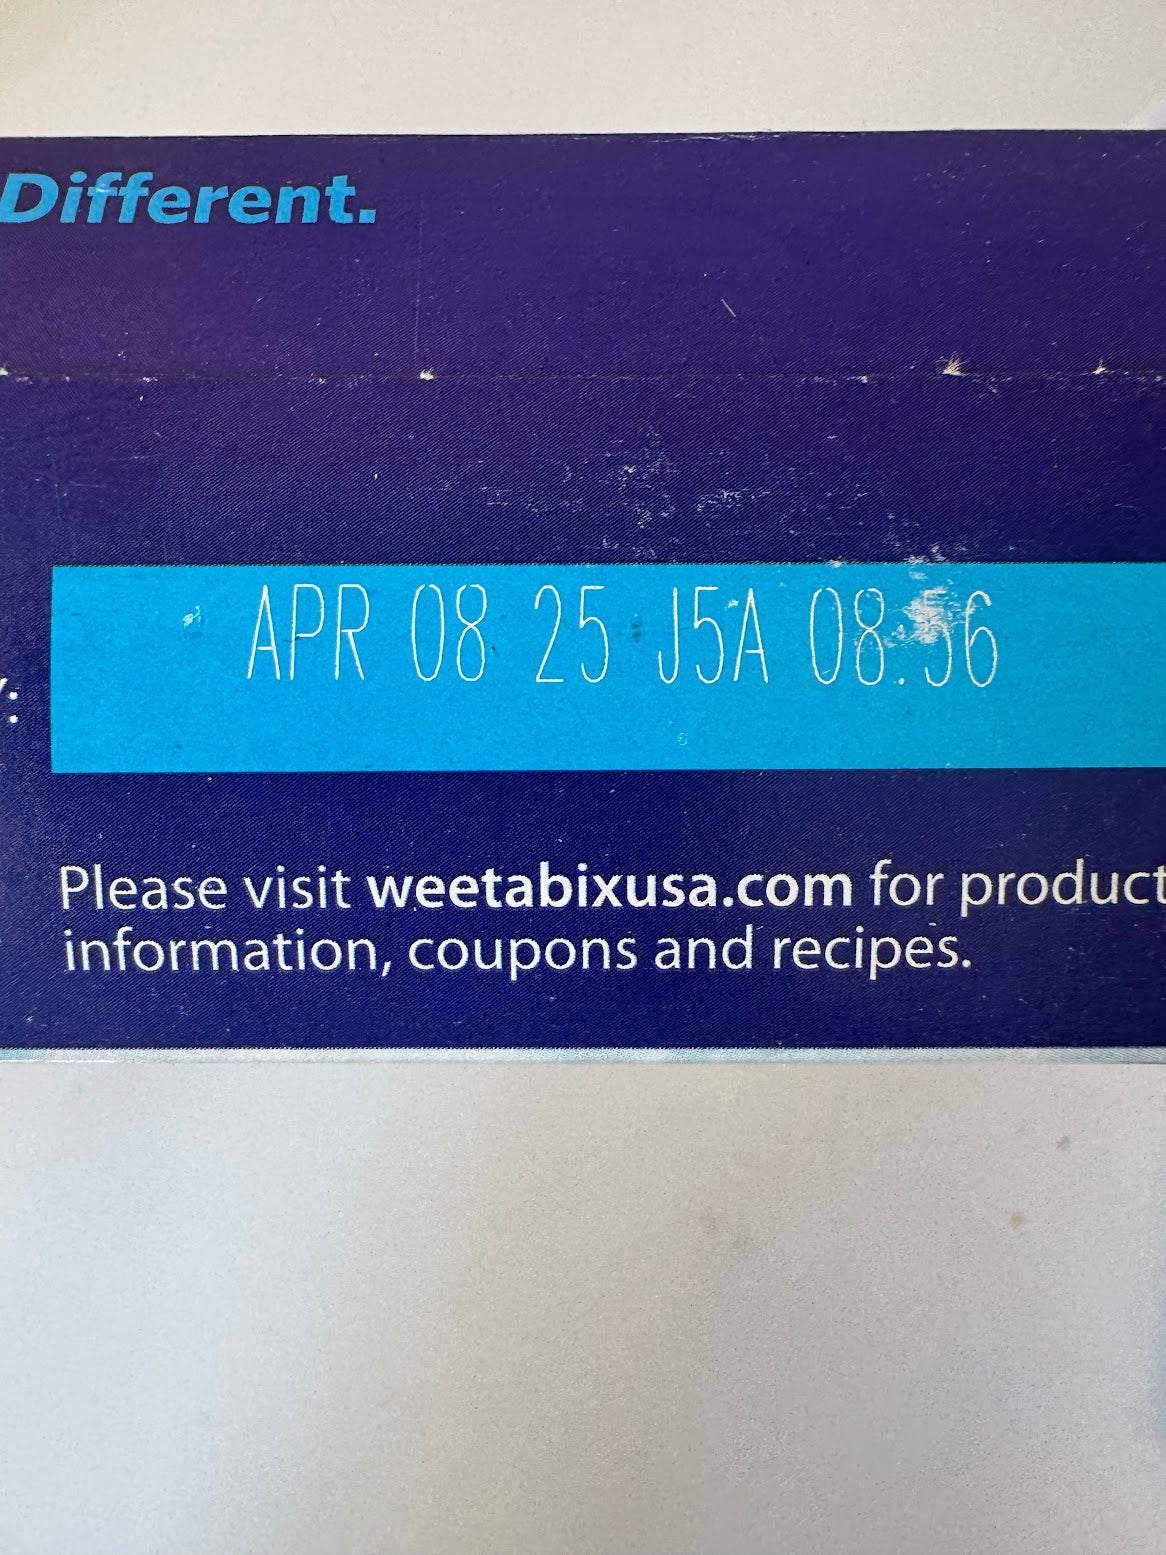 Different.
APR 08 25 J5A 08.56
Please visit weetabixusa.com for product
information, coupons and recipes.